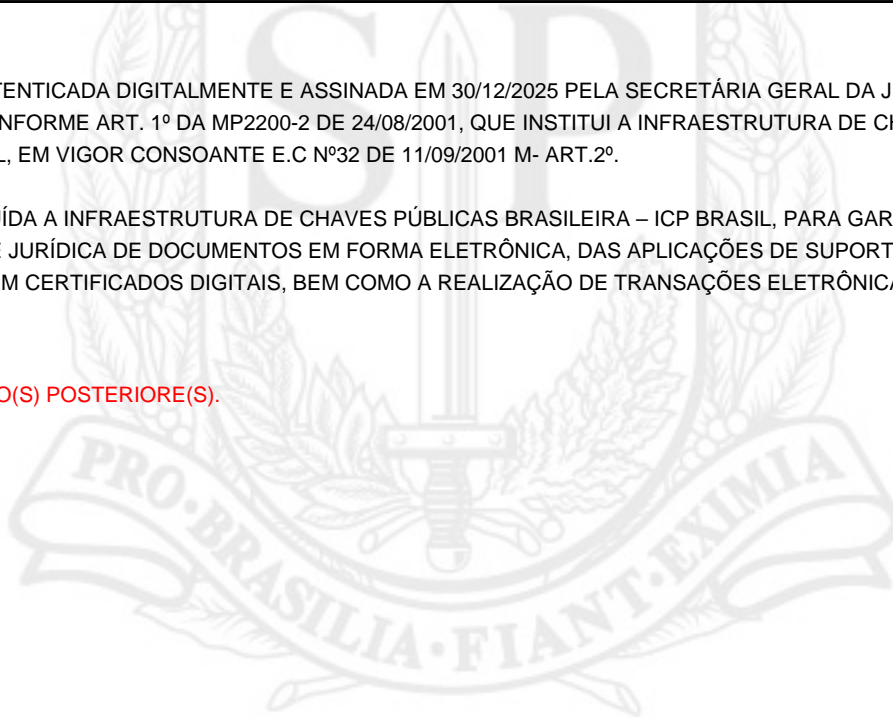 TENTICADA DIGITALMENTE E ASSINADA EM 30/12/2025 PELA SECRETÁRIA GERAL DA J
NFORME ART. 1º DA MP2200-2 DE 24/08/2001, QUE INSTITUI A INFRAESTRUTURA DE CH
L, EM VIGOR CONSOANTE E.C Nº32 DE 11/09/2001 M- ART.2º.
UÍDA A INFRAESTRUTURA DE CHAVES PÚBLICAS BRASILEIRA – ICP BRASIL, PARA GAR
E JURÍDICA DE DOCUMENTOS EM FORMA ELETRÔNICA, DAS APLICAÇÕES DE SUPORT
M CERTIFICADOS DIGITAIS, BEM COMO A REALIZAÇÃO DE TRANSAÇÕES ELETRÔNICA
O(S) POSTERIORE(S).
SP
PRO·BRASILIA·FIANT·EXIMIA